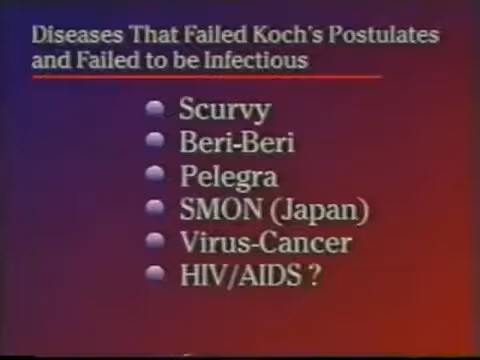 Diseases That Failed Koch's Postulates
and Failed to be Infectious
Scurvy
Beri-Beri
Pelegra
SMON (Japan)
Virus-Cancer
HIV/AIDS ?